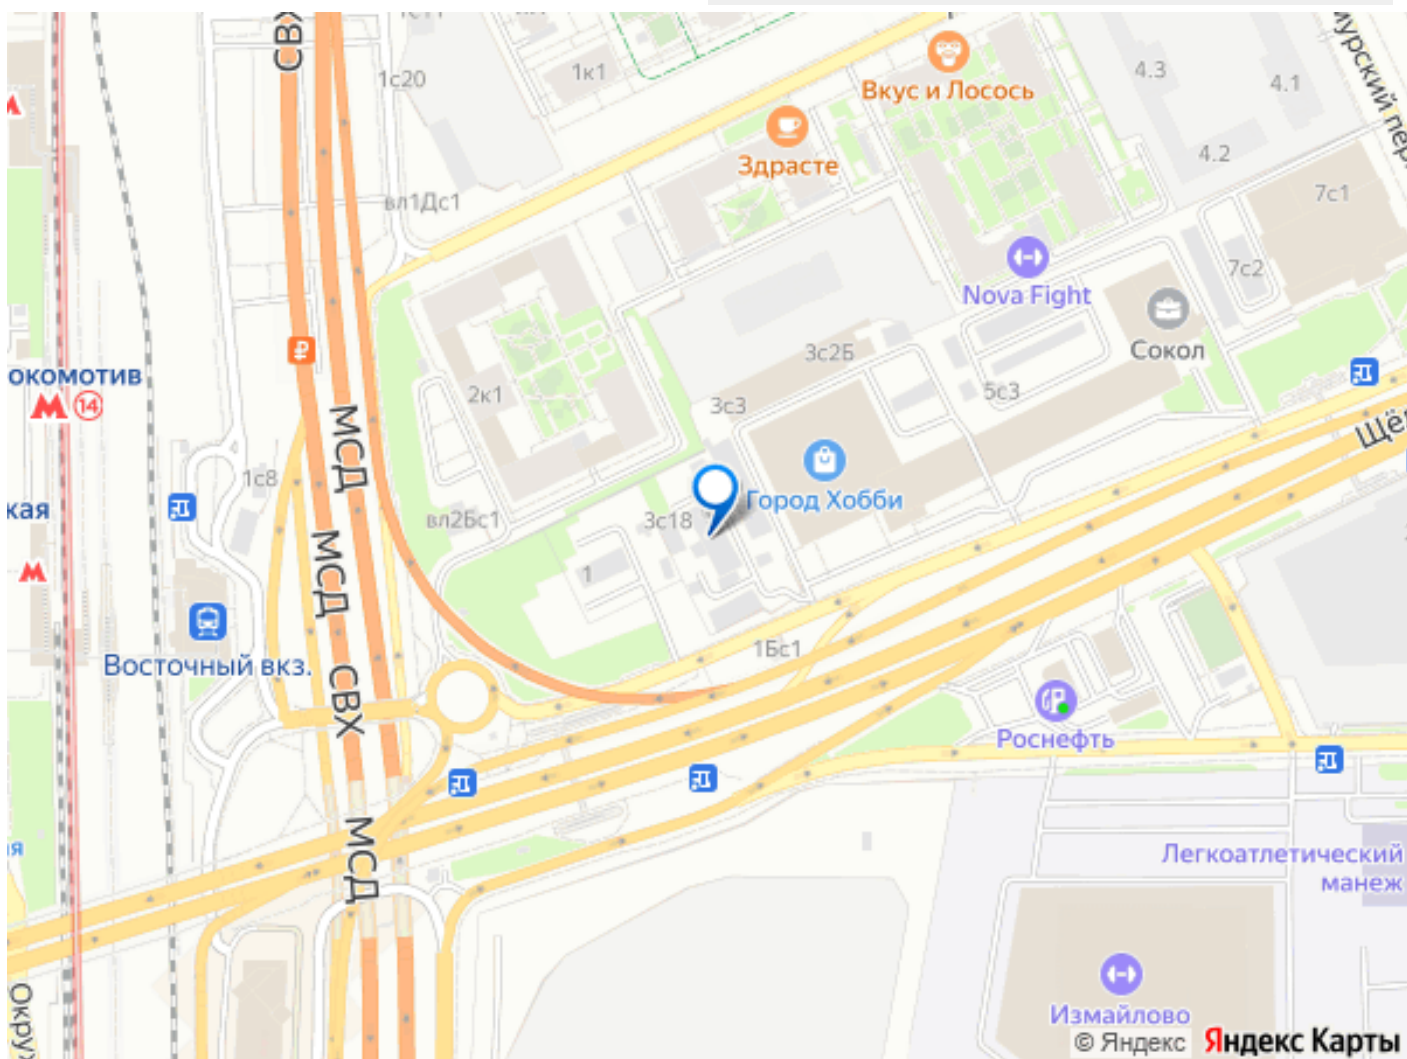 СВХ
1с20
1к1
Вкус и Лосось
4.3
4.1
Здрасте
4.2
вл1Дс1
7с1
Nova Fight
7с2
Сокол
3с2Б
окомотив
14
2к1
МСД
3с3
5с3
1с8
Город Хобби
кая
вл2Бс1
3с18
МСД
1
Восточный вкз.
СВХ
1Бс1
Роснефть
МСД
Легкоатлетический
манеж
Измайлово
© Яндекс
Яндекс Карты